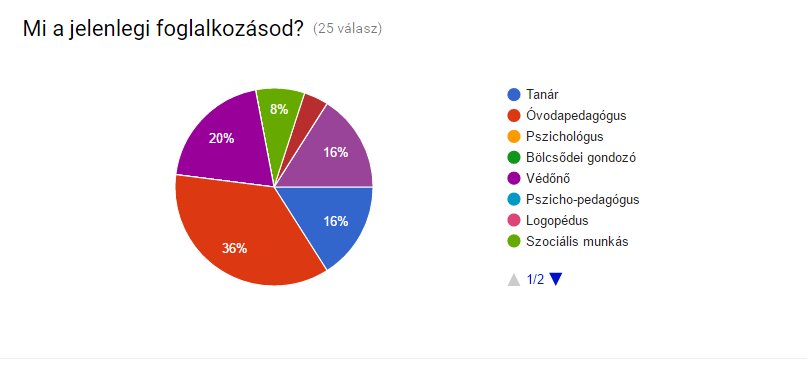 Mi a jelenlegi foglalkozásod? (25 válasz)
8%
20%
16%
16%
36%
Tanár
Óvodapedagógus
Pszichológus
Bölcsődei gondozó
Védőnő
Pszicho-pedagógus
Logopédus
Szociális munkás
1/2